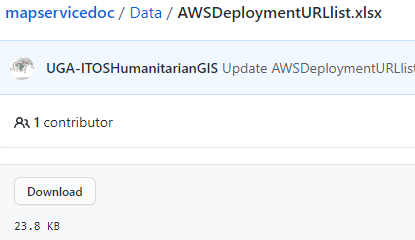 mapservicedoc / Data / AWSDeploymentURLlist.xlsx
UGA-ITOSHumanitarianGIS Update AWSDeploymentURLlist
1 contributor
Download
23.8 KB